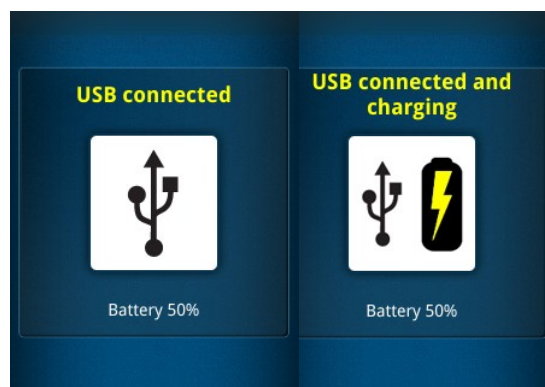 USB connected
Battery 50%
USB connected and
charging
Battery 50%